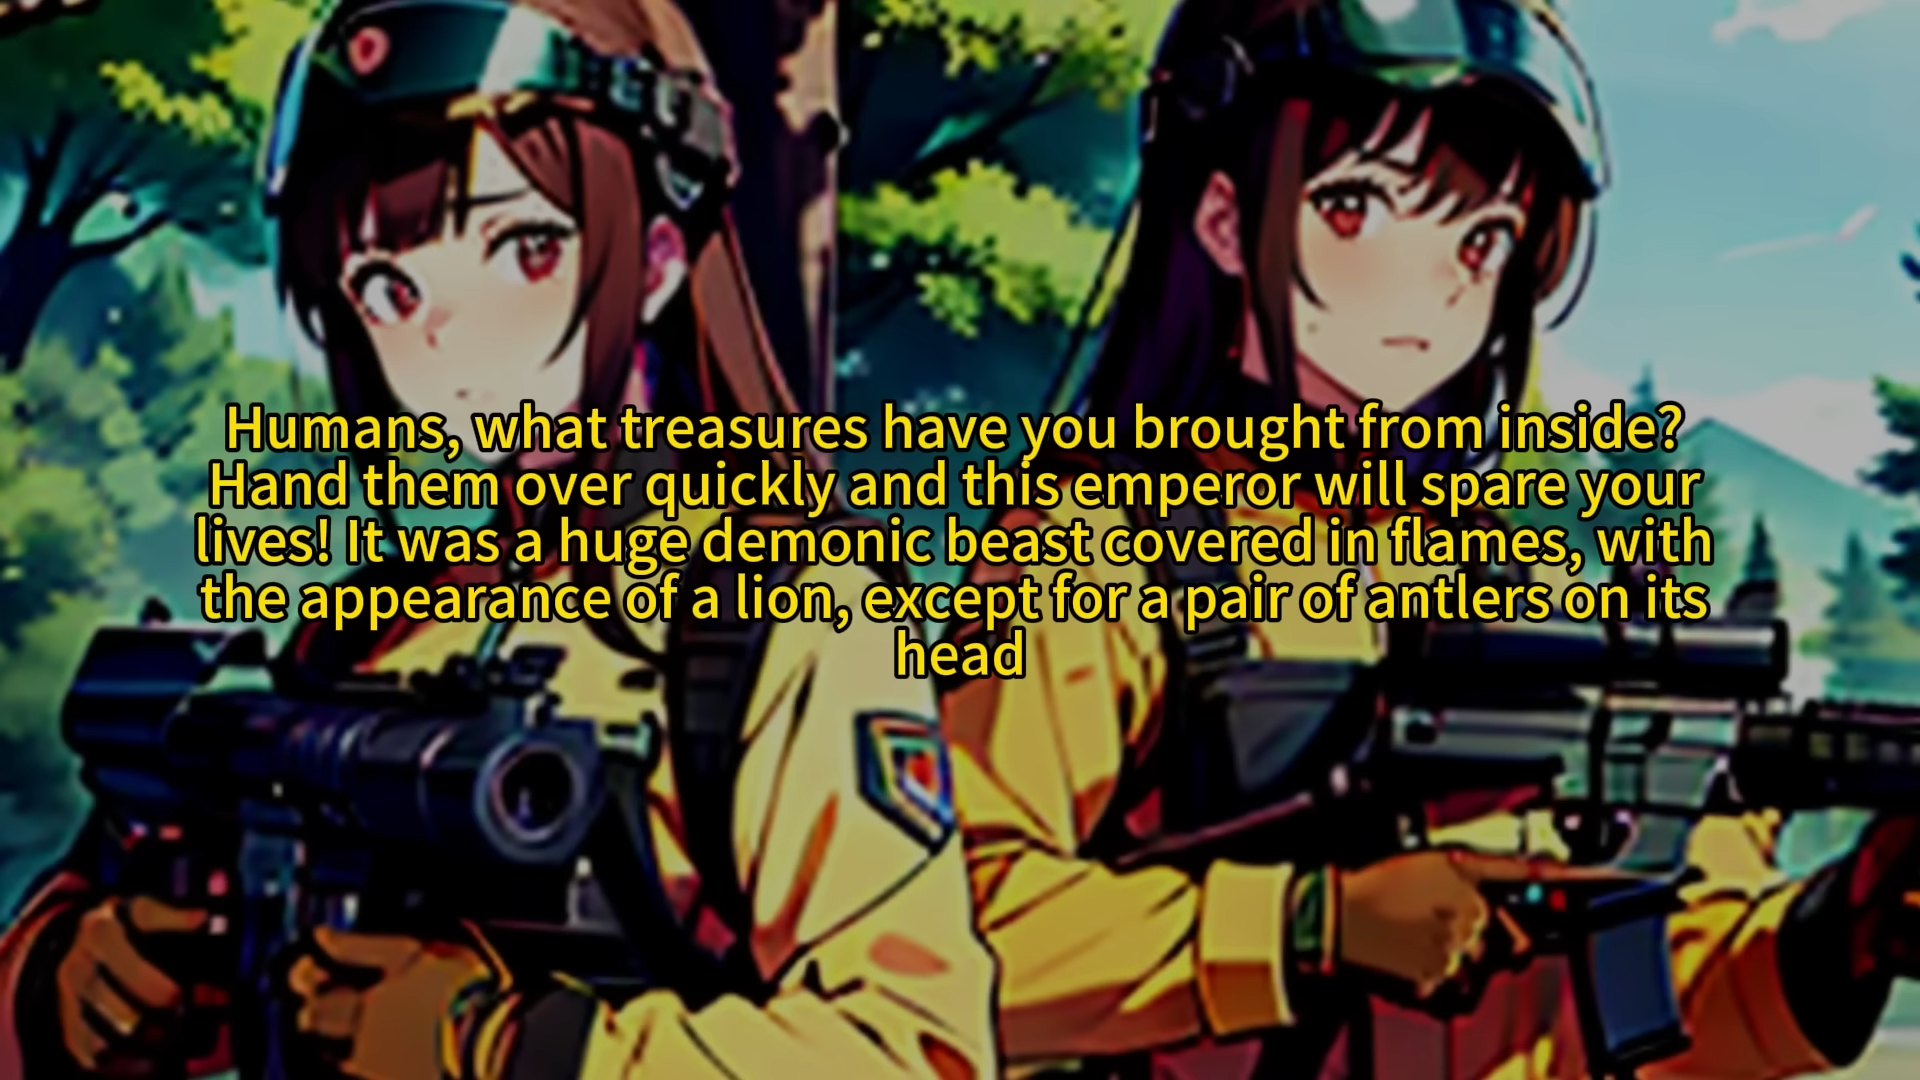 Humans, what treasures have you brought from inside?
Hand them over quickly and this emperor will spare your
lives! It was a huge demonic beast covered in flames, with
the appearance of a lion, except for a pair of antlers on its
head